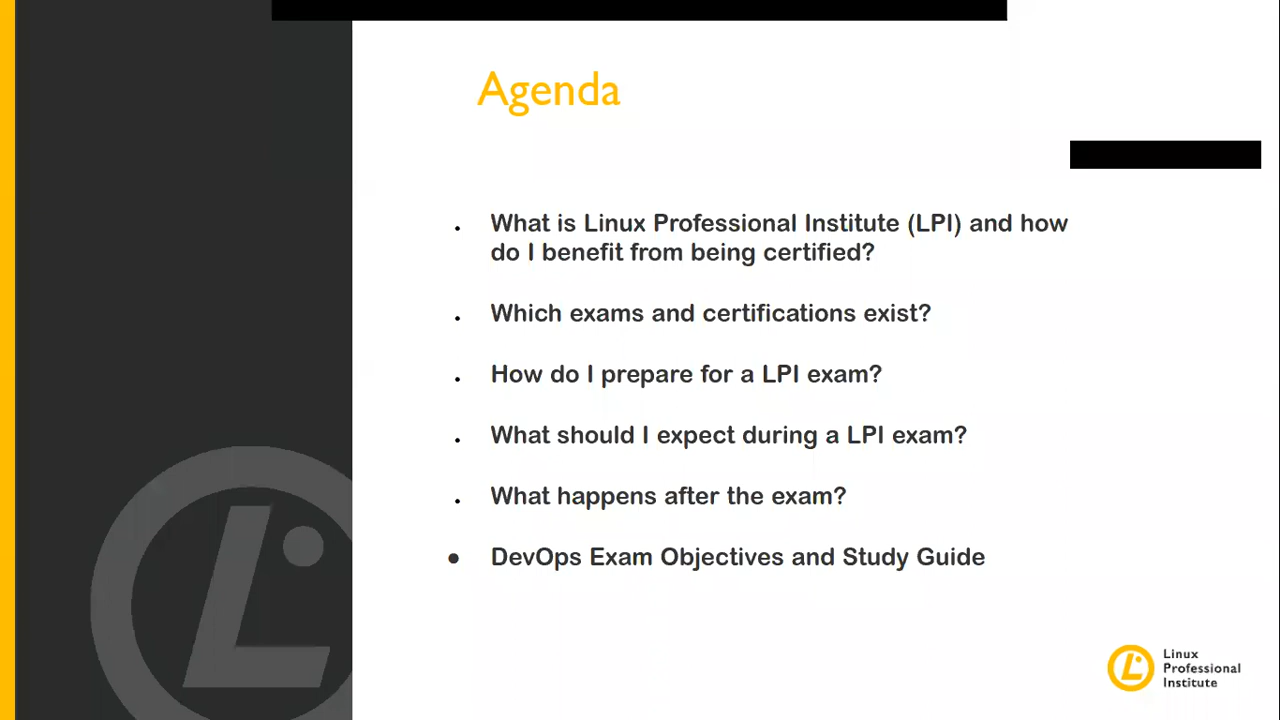 Agenda
. What is Linux Professional Institute (LPI) and how
do I benefit from being certified?
. Which exams and certifications exist?
. How do I prepare for a LPI exam?
. What should I expect during a LPI exam?
. What happens after the exam?
● DevOps Exam Objectives and Study Guide
Linux
Professional
Institute